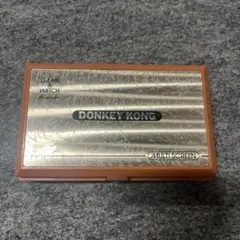 GAME &
WATCH
DONKEY KONG
MULTI SCREEN